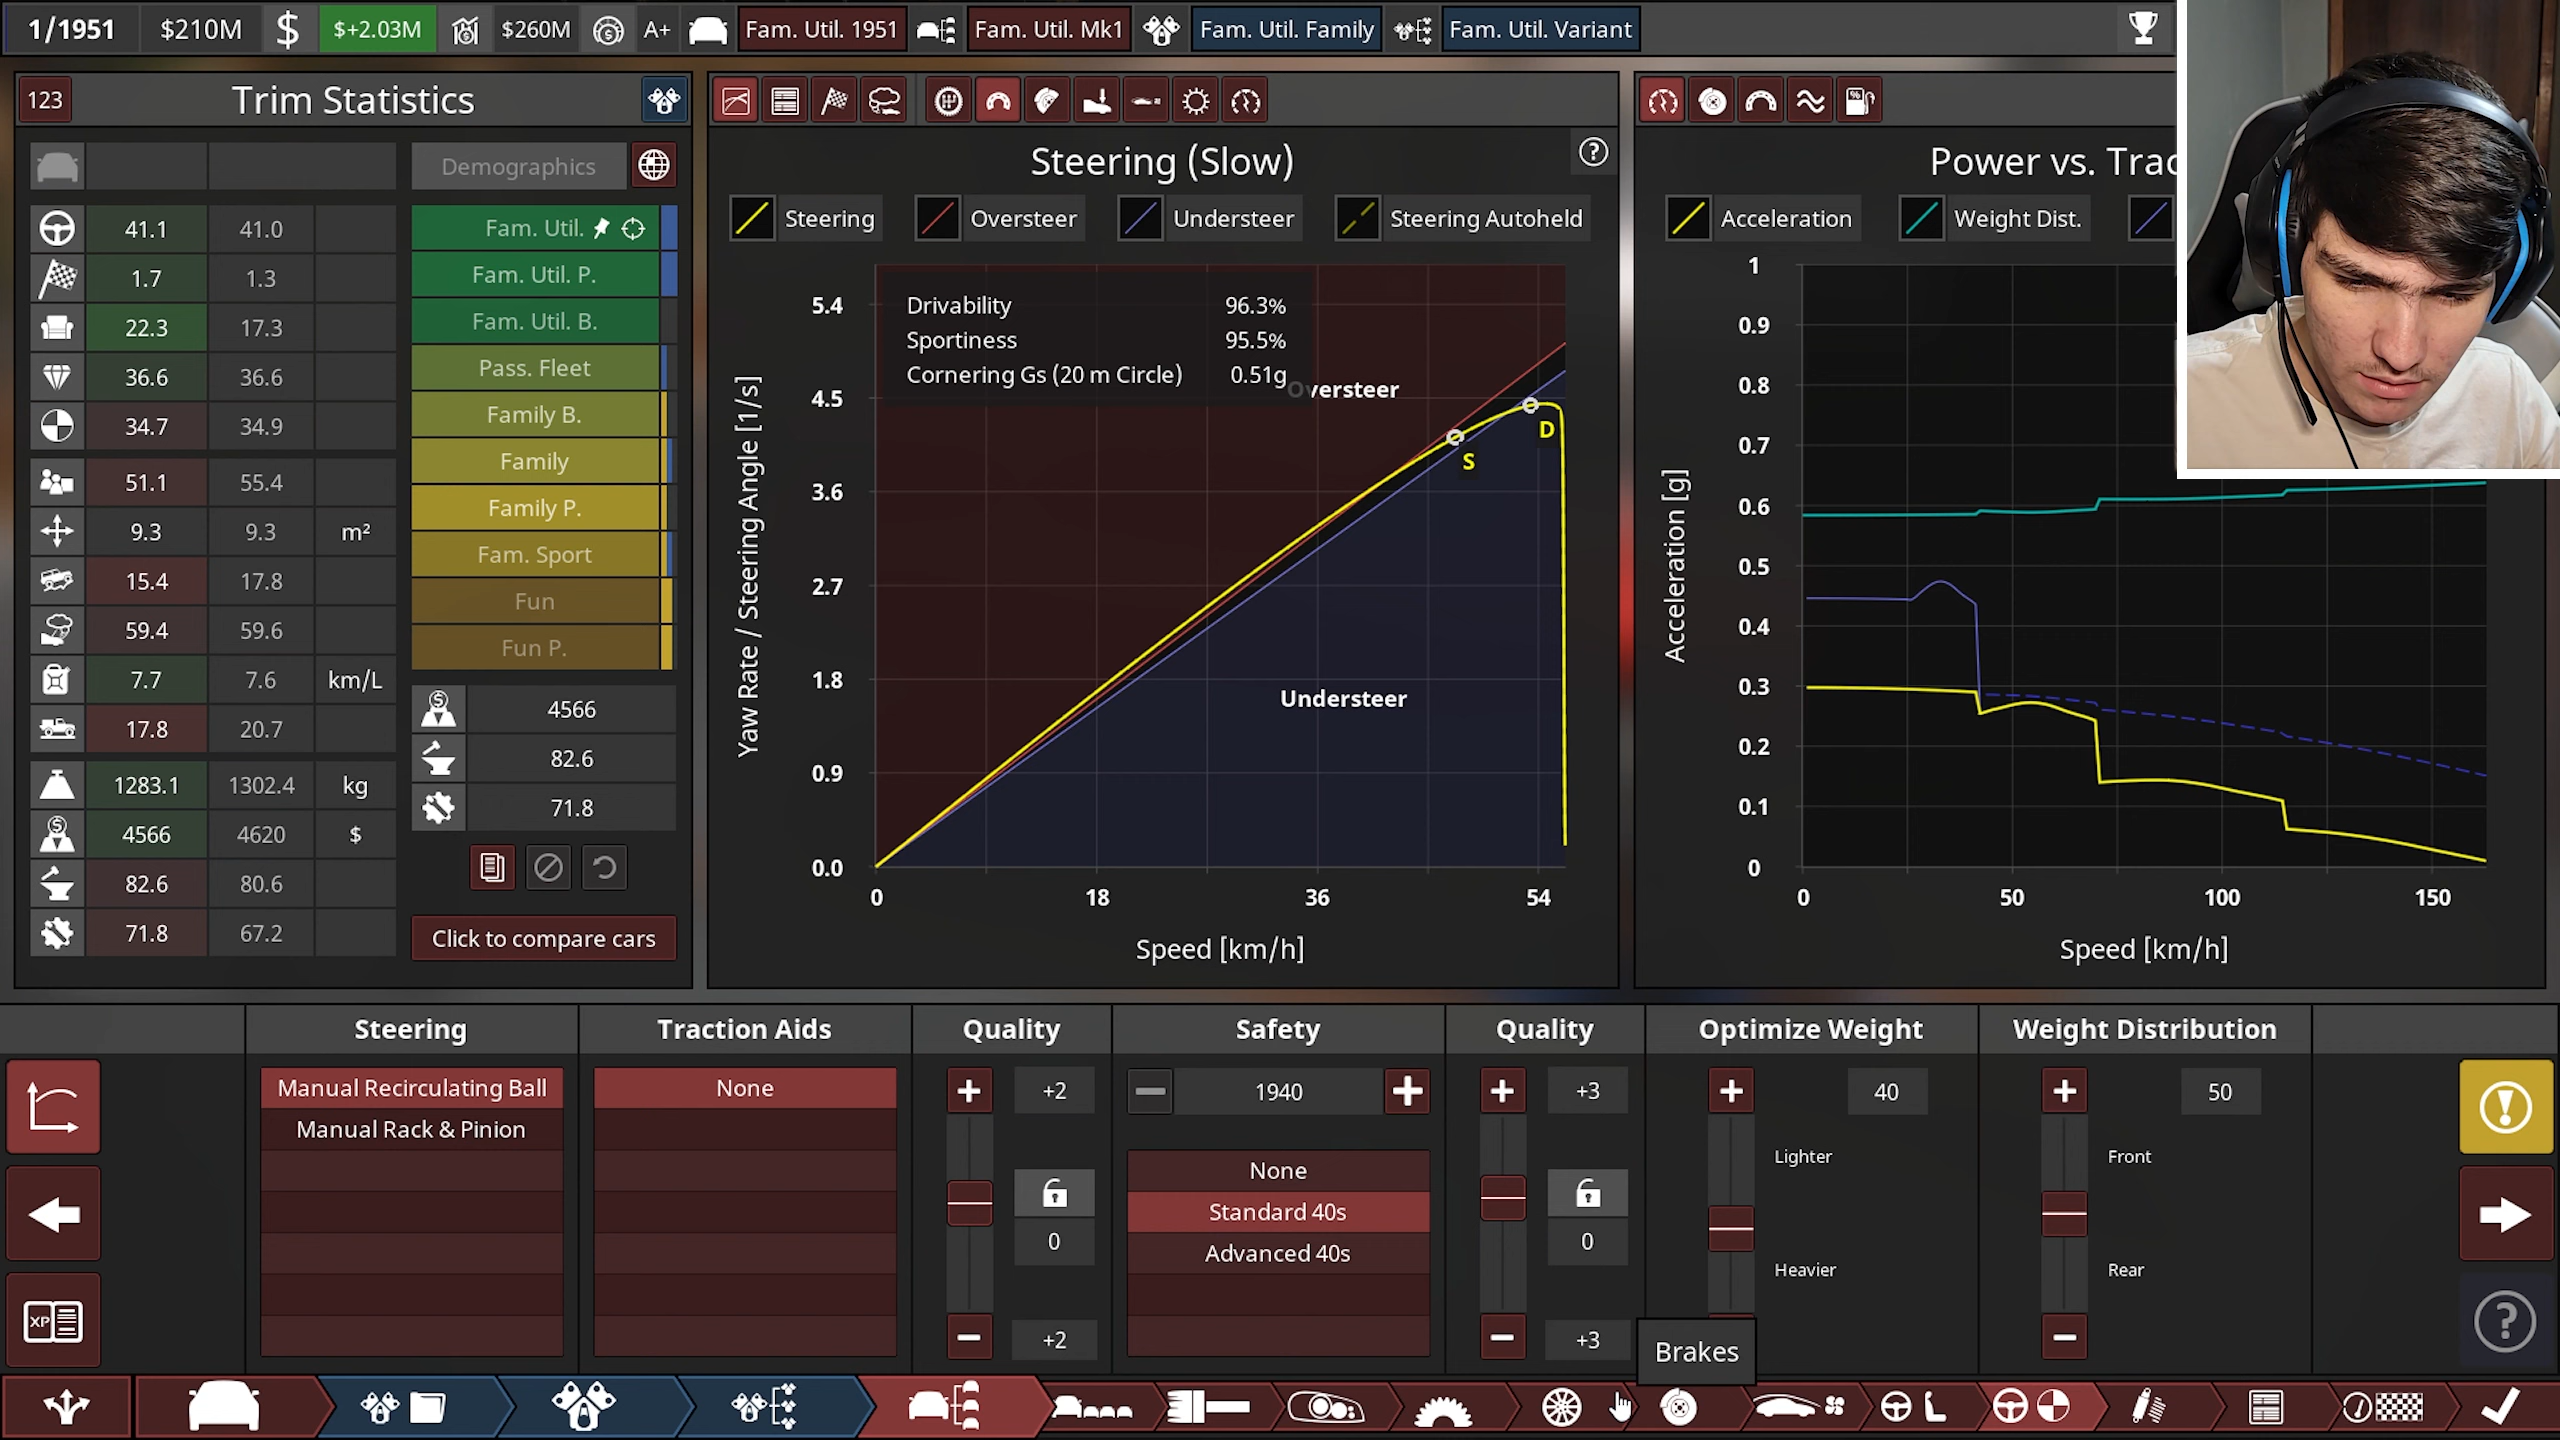 1/1951 $210M $+2.03M $260M A+ Fam. Util. 1951 Fam. Util. Mk1 Fam. Util. Family Fam. Util. Variant
123 Trim Statistics
Demographics
41.1 41.0
1.7 1.3
22.3 17.3
36.6 36.6
34.7 34.9
51.1 55.4
9.3 9.3 m²
15.4 17.8
59.4 59.6
7.7 7.6 km/L
17.8 20.7
1283.1 1302.4 kg
4566 4620 $
82.6 80.6
71.8 67.2
Fam. Util.
Fam. Util. P.
Fam. Util. B.
Pass. Fleet
Family B.
Family
Family P.
Fam. Sport
Fun
Fun P.
4566
82.6
71.8
Click to compare cars
Steering (Slow)
?
Steering Oversteer Understeer Steering Autoheld
Drivability 96.3%
Sportiness 95.5%
Cornering Gs (20 m Circle) 0.51g
Oversteer
Understeer
S
D
Yaw Rate / Steering Angle [1/s]
5.4
4.5
3.6
2.7
1.8
0.9
0.0
0 18 36 54
Speed [km/h]
Power vs. Trac
Acceleration Weight Dist.
Acceleration [g]
1
0.9
0.8
0.7
0.6
0.5
0.4
0.3
0.2
0.1
0
0 50 100 150
Speed [km/h]
Steering
Manual Recirculating Ball
Manual Rack & Pinion
Traction Aids
None
Quality
+2
0
+2
Safety
1940
None
Standard 40s
Advanced 40s
Quality
+3
0
+3
Optimize Weight
40
Lighter
Heavier
Weight Distribution
50
Front
Rear
Brakes
XP
?